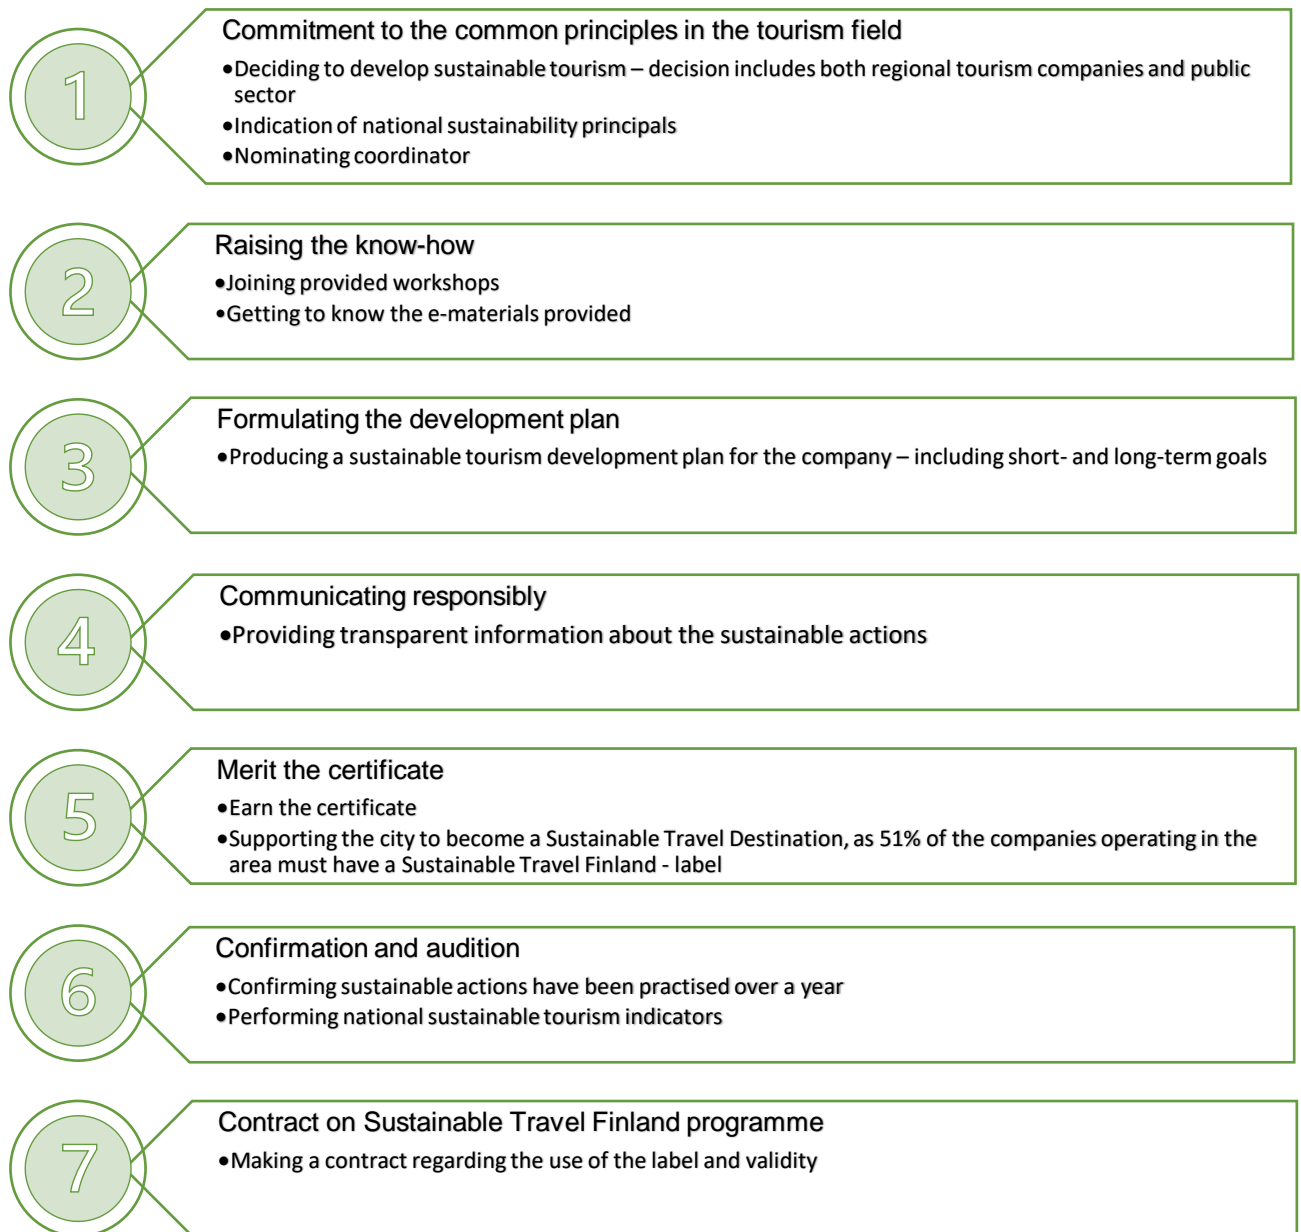 1
Commitment to the common principles in the tourism field
•Deciding to develop sustainable tourism – decision includes both regional tourism companies and public
sector
•Indication of national sustainability principals
•Nominating coordinator
2
Raising the know-how
•Joining provided workshops
•Getting to know the e-materials provided
3
Formulating the development plan
•Producing a sustainable tourism development plan for the company – including short- and long-term goals
4
Communicating responsibly
•Providing transparent information about the sustainable actions
5
Merit the certificate
•Earn the certificate
•Supporting the city to become a Sustainable Travel Destination, as 51% of the companies operating in the
area must have a Sustainable Travel Finland - label
6
Confirmation and audition
•Confirming sustainable actions have been practised over a year
•Performing national sustainable tourism indicators
7
Contract on Sustainable Travel Finland programme
•Making a contract regarding the use of the label and validity